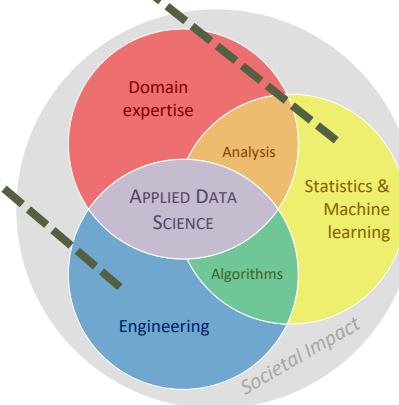 Domain
expertise
Analysis
APPLIED DATA
SCIENCE
Statistics &
Machine
learning
Algorithms
Engineering
Societal Impact